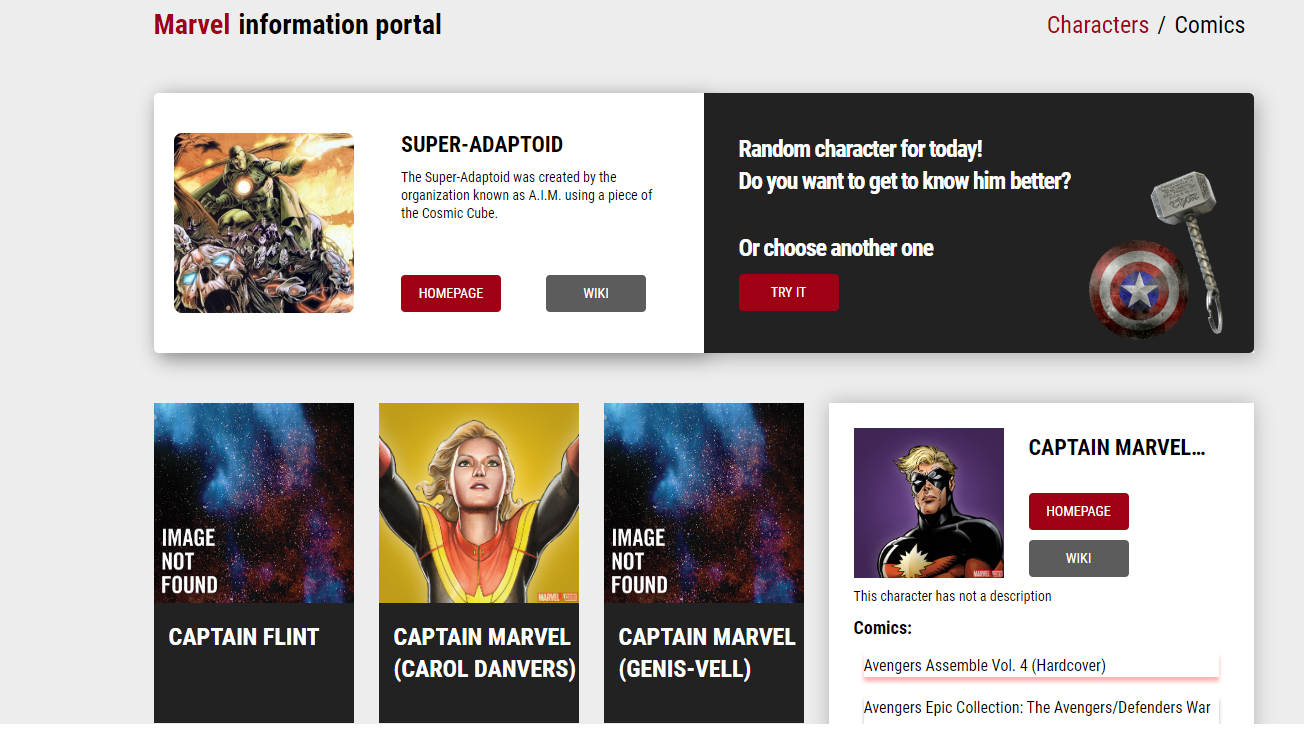 Marvel information portal
Characters / Comics
SUPER-ADAPTOID
The Super-Adaptoid was created by the
organization known as A.I.M. using a piece of
the Cosmic Cube.
HOMEPAGE
WIKI
Random character for today!
Do you want to get to know him better?
Or choose another one
TRY IT
IMAGE
NOT
FOUND
CAPTAIN FLINT
MARVEL
CAPTAIN MARVEL
(CAROL DANVERS)
IMAGE
NOT
FOUND
CAPTAIN MARVEL
(GENIS-VELL)
MARVEL
CAPTAIN MARVEL…
HOMEPAGE
WIKI
This character has not a description
Comics:
Avengers Assemble Vol. 4 (Hardcover)
Avengers Epic Collection: The Avengers/Defenders War